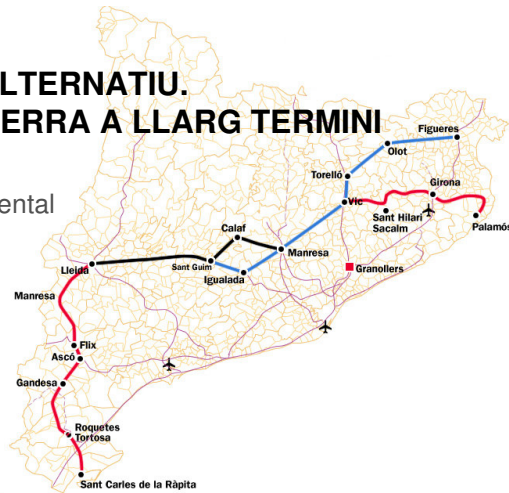 LTERNATIU.
ERRA A LLARG TERMINI
ental
Figueres
Olot
Torelló
Girona
Vic
Sant Hilari
Sacalm
Palamós
Calaf
Manresa
Sant Guim
Igualada
Granollers
Lleida
Manresa
Flix
Ascó
Gandesa
Roquetes
Tortosa
Sant Carles de la Ràpita